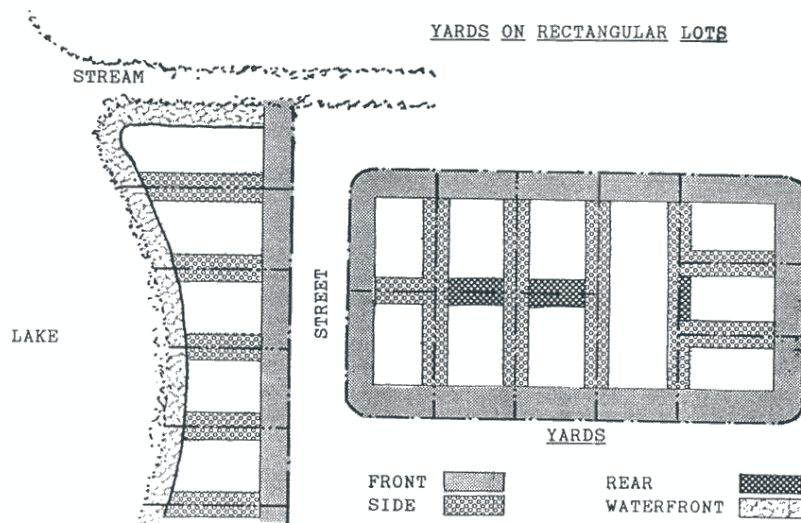 YARDS ON RECTANGULAR LOTS
STREAM
LAKE
STREET
YARDS
FRONT
REAR
SIDE
WATERFRONT